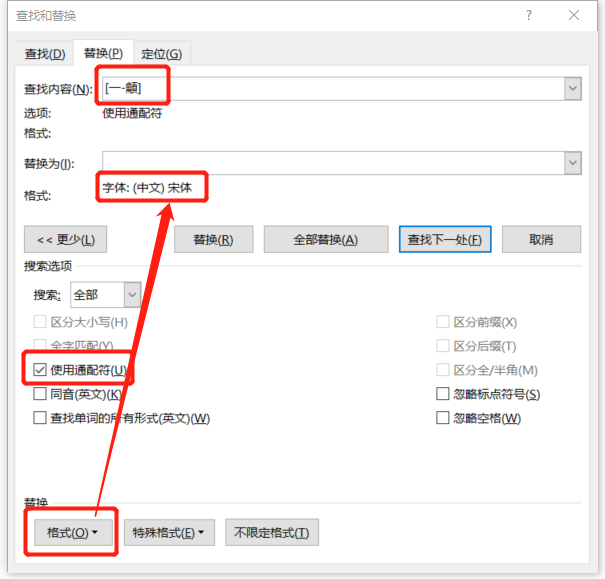 查找和替换
查找(D) 替换(P) 定位(G)
查找内容(N): [一-龥]
选项: 使用通配符
格式:
替换为(I):
格式: 字体: (中文) 宋体
<< 更少(L) 替换(R) 全部替换(A) 查找下一处(F) 取消
搜索选项
搜索: 全部
区分大小写(H) 区分前缀(X)
全字匹配(Y) 区分后缀(T)
使用通配符(U) 区分全/半角(M)
同音(英文)(K) 忽略标点符号(S)
查找单词的所有形式(英文)(W) 忽略空格(W)
替换
格式(O) 特殊格式(E) 不限定格式(T)